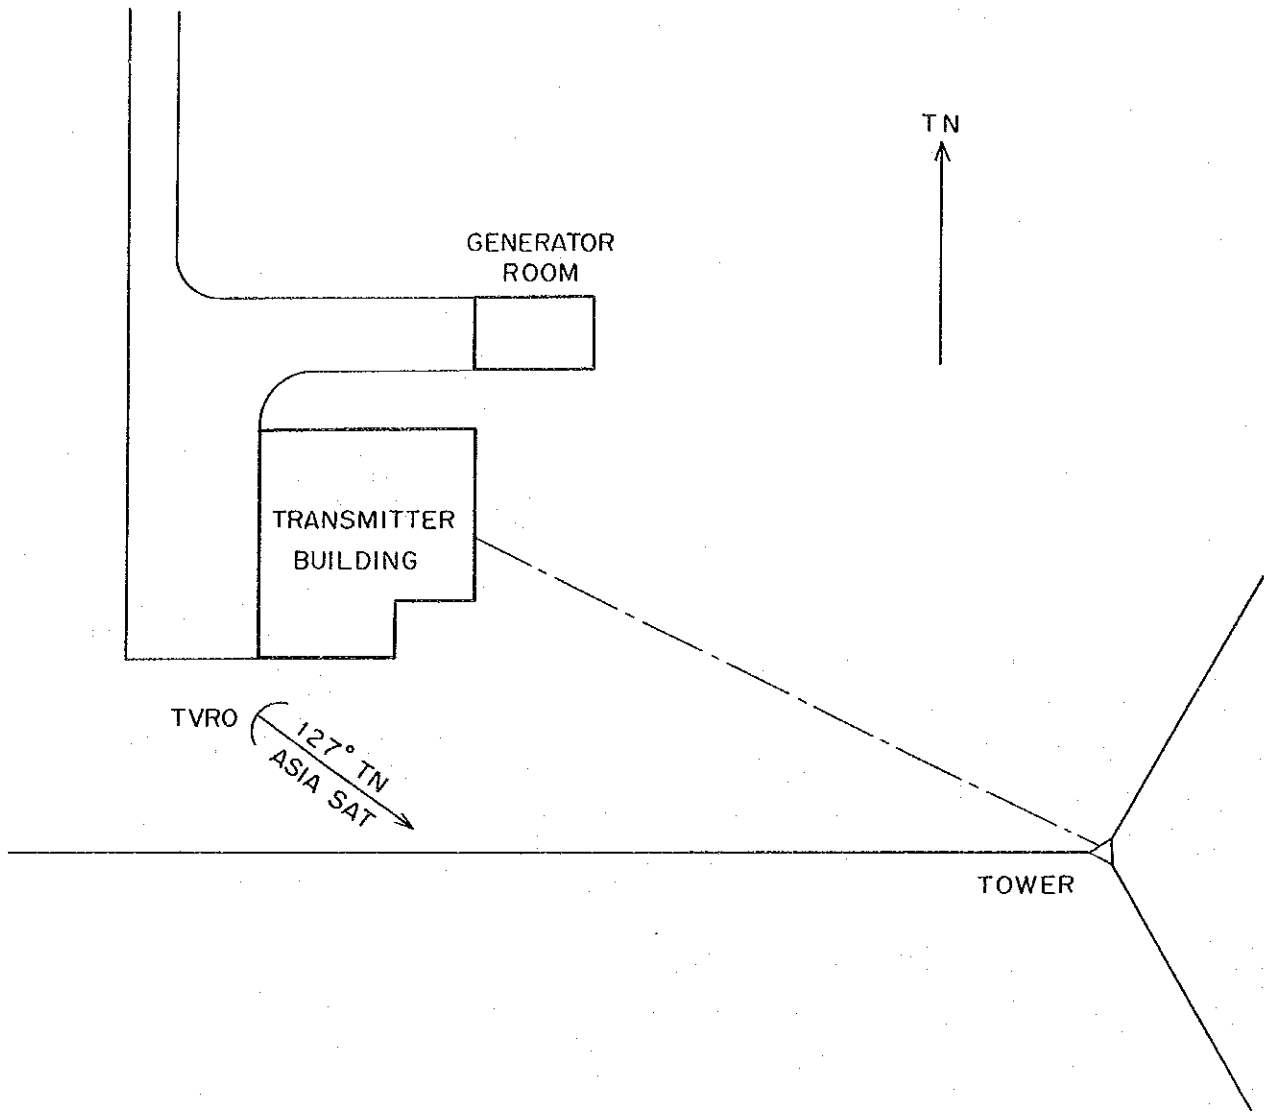 TN
GENERATOR
ROOM
TRANSMITTER
BUILDING
TVRO
127° TN
ASIA SAT
TOWER